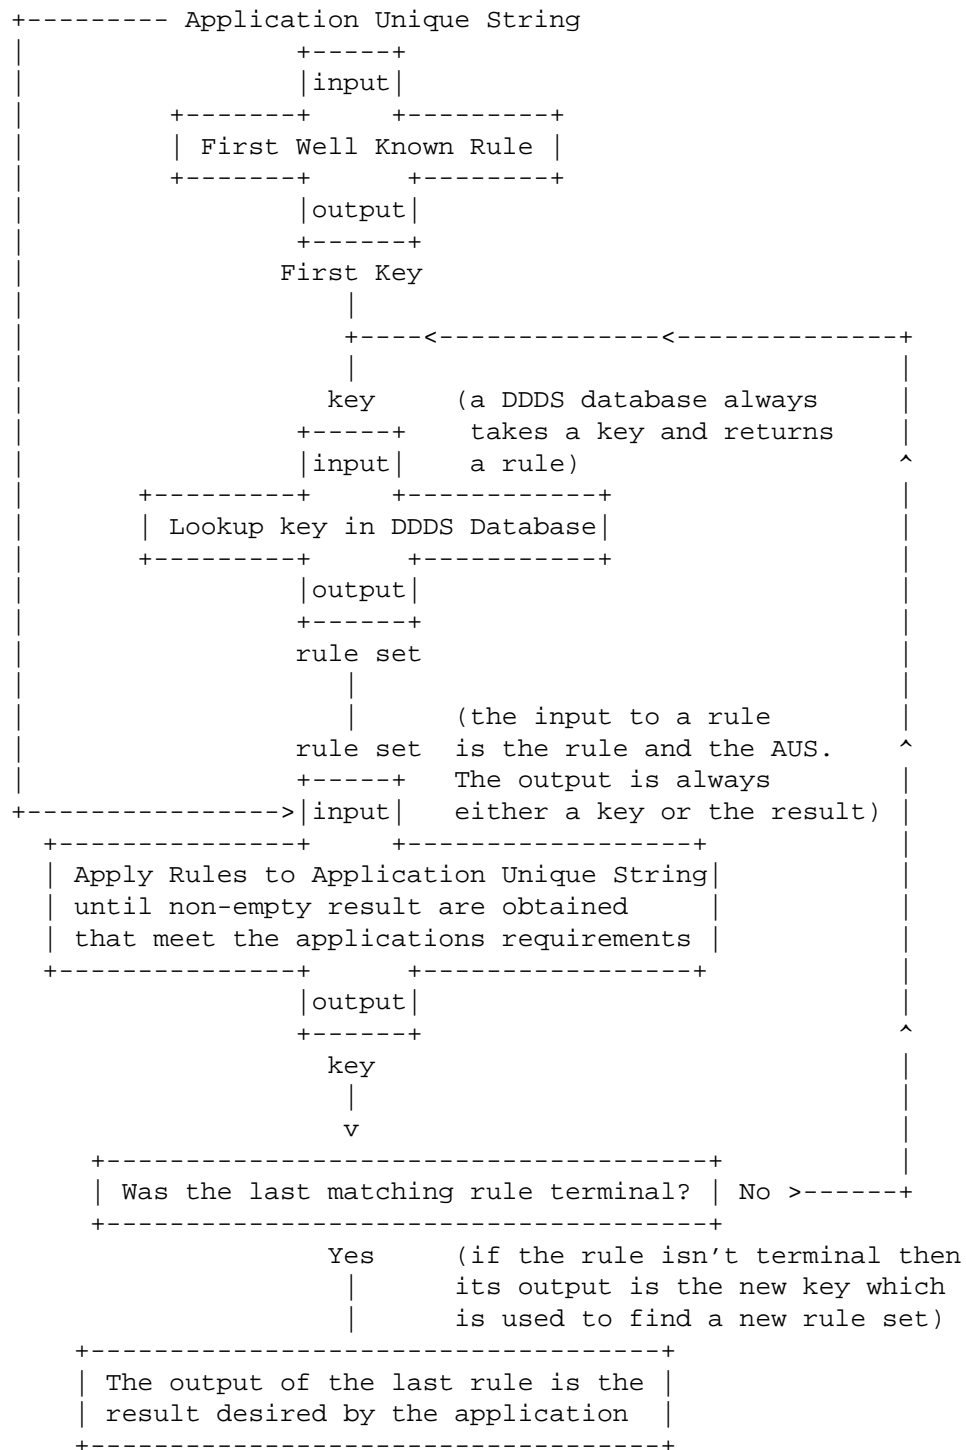 +--------- Application Unique String
|                 +-----+
|                 |input|
|         +-------+     +---------+
|         | First Well Known Rule |
|         +-------+      +--------+
|                 |output|
|                 +------+
|                First Key
|                    |
|                    +----<--------------<--------------+
|                    |                                  |
|                   key     (a DDDS database always     |
|                 +-----+    takes a key and returns    |
|                 |input|    a rule)                    ^
|       +---------+     +------------+                  |
|       | Lookup key in DDDS Database|                  |
|       +---------+      +-----------+                  |
|                 |output|                              |
|                 +------+                              |
|                 rule set                              |
|                    |                                  |
|                    |      (the input to a rule        |
|                 rule set  is the rule and the AUS.    ^
|                 +-----+   The output is always        |
+---------------->|input|   either a key or the result) |
  +---------------+     +------------------+            |
  | Apply Rules to Application Unique String|           |
  | until non-empty result are obtained     |           |
  | that meet the applications requirements |           |
  +---------------+      +-----------------+            |
                  |output|                              |
                  +------+                              ^
                    key                                 |
                     |                                  |
                     v                                  |
     +--------------------------------------+           |
     | Was the last matching rule terminal? | No >------+
     +--------------------------------------+
                    Yes     (if the rule isn't terminal then
                     |      its output is the new key which
                     |      is used to find a new rule set)
    +------------------------------------+
    | The output of the last rule is the |
    | result desired by the application  |
    +------------------------------------+